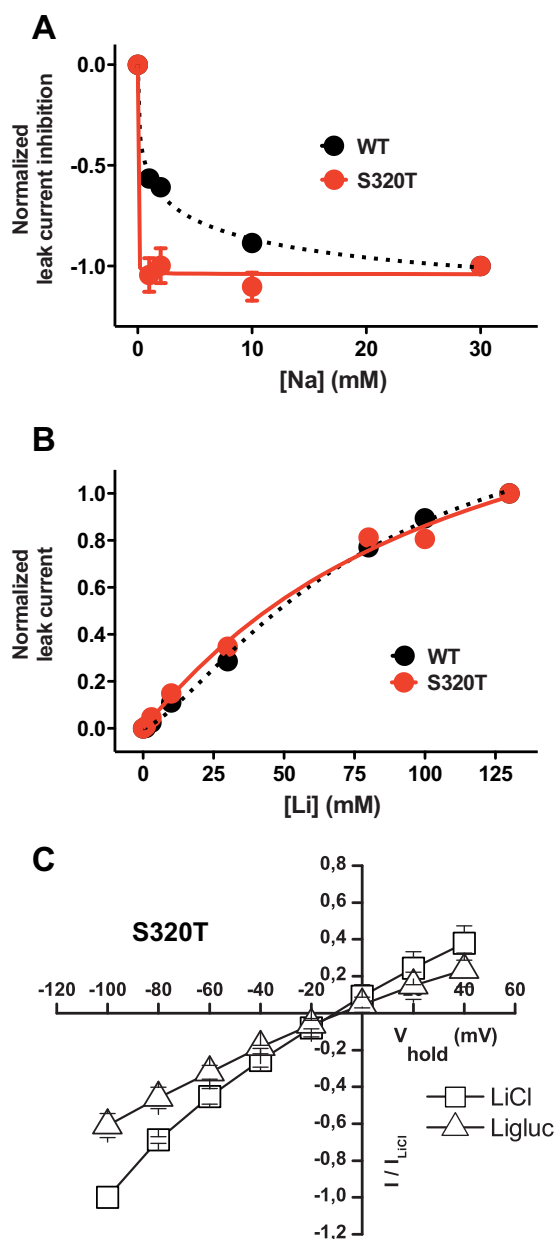 A
Normalized
leak current inhibition
0.0
-0.5
-1.0
WT
S320T
0
10
20
30
[Na] (mM)
B
Normalized
leak current
1.0
0.8
0.6
0.4
0.2
0.0
WT
S320T
0
25
50
75
100
125
[Li] (mM)
C
S320T
0,8
0,6
0,4
0,2
-120 -100 -80 -60 -40 -20 20 40 60
V hold (mV)
-0,2
-0,4
-0,6
-0,8
-1,0
-1,2
LiCl
Ligluc
I / I LiCl